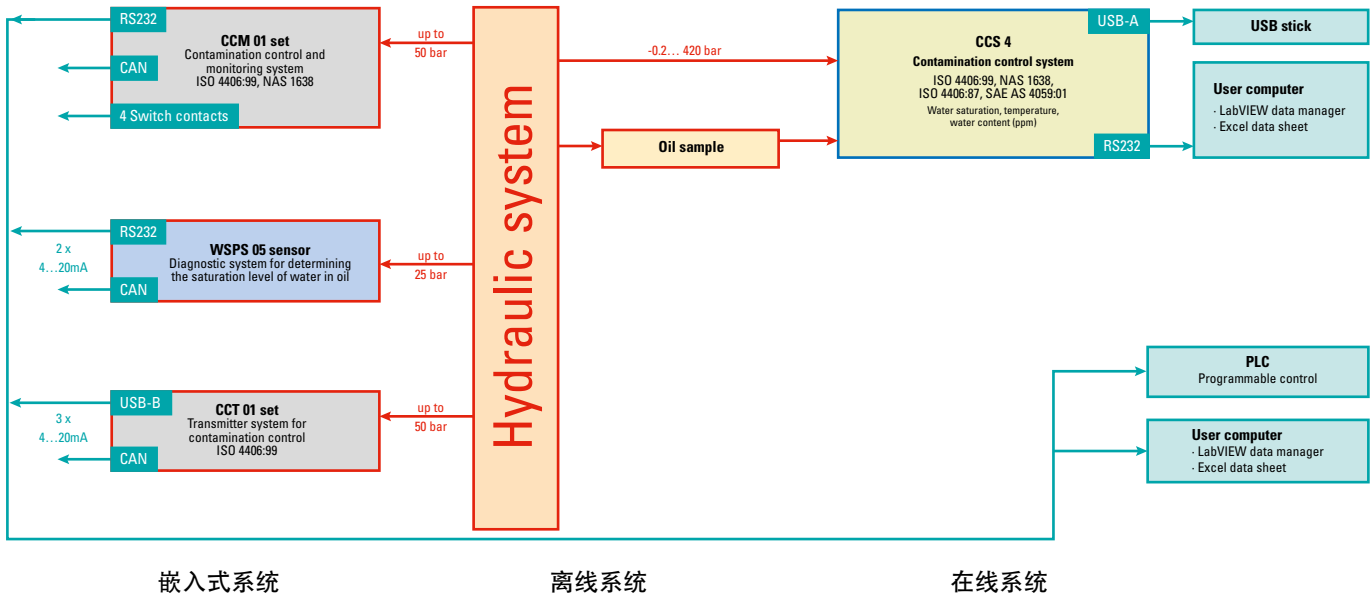 RS232
CCM 01 set
Contamination control and
monitoring system
ISO 4406:99, NAS 1638
CAN
4 Switch contacts
up to
50 bar
RS232
WSPS 05 sensor
Diagnostic system for determining
the saturation level of water in oil
2 x
4…20mA
CAN
up to
25 bar
USB-B
CCT 01 set
Transmitter system for
contamination control
ISO 4406:99
3 x
4…20mA
CAN
up to
50 bar
Hydraulic system
-0.2… 420 bar
Oil sample
USB-A
CCS 4
Contamination control system
ISO 4406:99, NAS 1638,
ISO 4406:87, SAE AS 4059:01
Water saturation, temperature,
water content (ppm)
RS232
USB stick
User computer
· LabVIEW data manager
· Excel data sheet
PLC
Programmable control
User computer
· LabVIEW data manager
· Excel data sheet
嵌入式系统
离线系统
在线系统